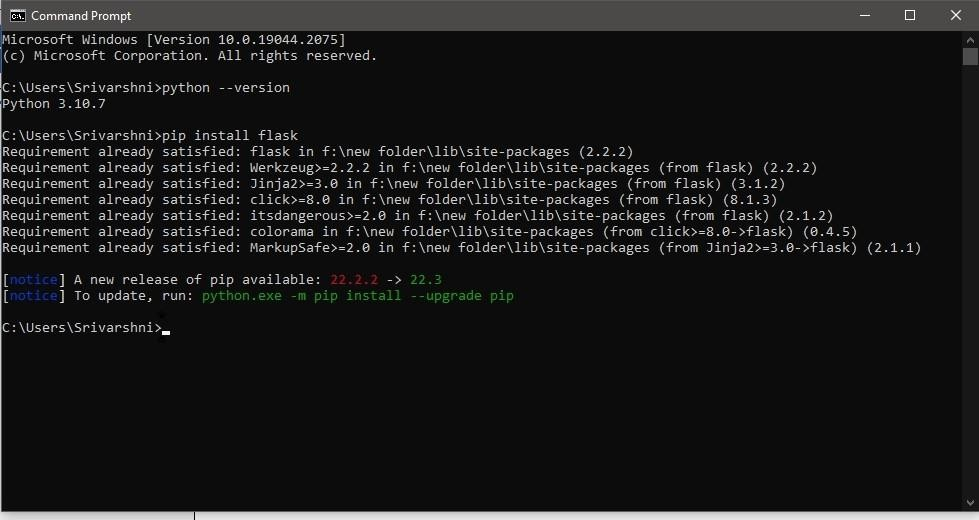 Command Prompt
Microsoft Windows [Version 10.0.19044.2075]
(c) Microsoft Corporation. All rights reserved.
C:\Users\Srivarshni>python --version
Python 3.10.7
C:\Users\Srivarshni>pip install flask
Requirement already satisfied: flask in f:\new folder\lib\site-packages (2.2.2)
Requirement already satisfied: Werkzeug>=2.2.2 in f:\new folder\lib\site-packages (from flask) (2.2.2)
Requirement already satisfied: Jinja2>=3.0 in f:\new folder\lib\site-packages (from flask) (3.1.2)
Requirement already satisfied: click>=8.0 in f:\new folder\lib\site-packages (from flask) (8.1.3)
Requirement already satisfied: itsdangerous>=2.0 in f:\new folder\lib\site-packages (from flask) (2.1.2)
Requirement already satisfied: colorama in f:\new folder\lib\site-packages (from click>=8.0->flask) (0.4.5)
Requirement already satisfied: MarkupSafe>=2.0 in f:\new folder\lib\site-packages (from Jinja2>=3.0->flask) (2.1.1)
[notice] A new release of pip available: 22.2.2 -> 22.3
[notice] To update, run: python.exe -m pip install --upgrade pip
C:\Users\Srivarshni>